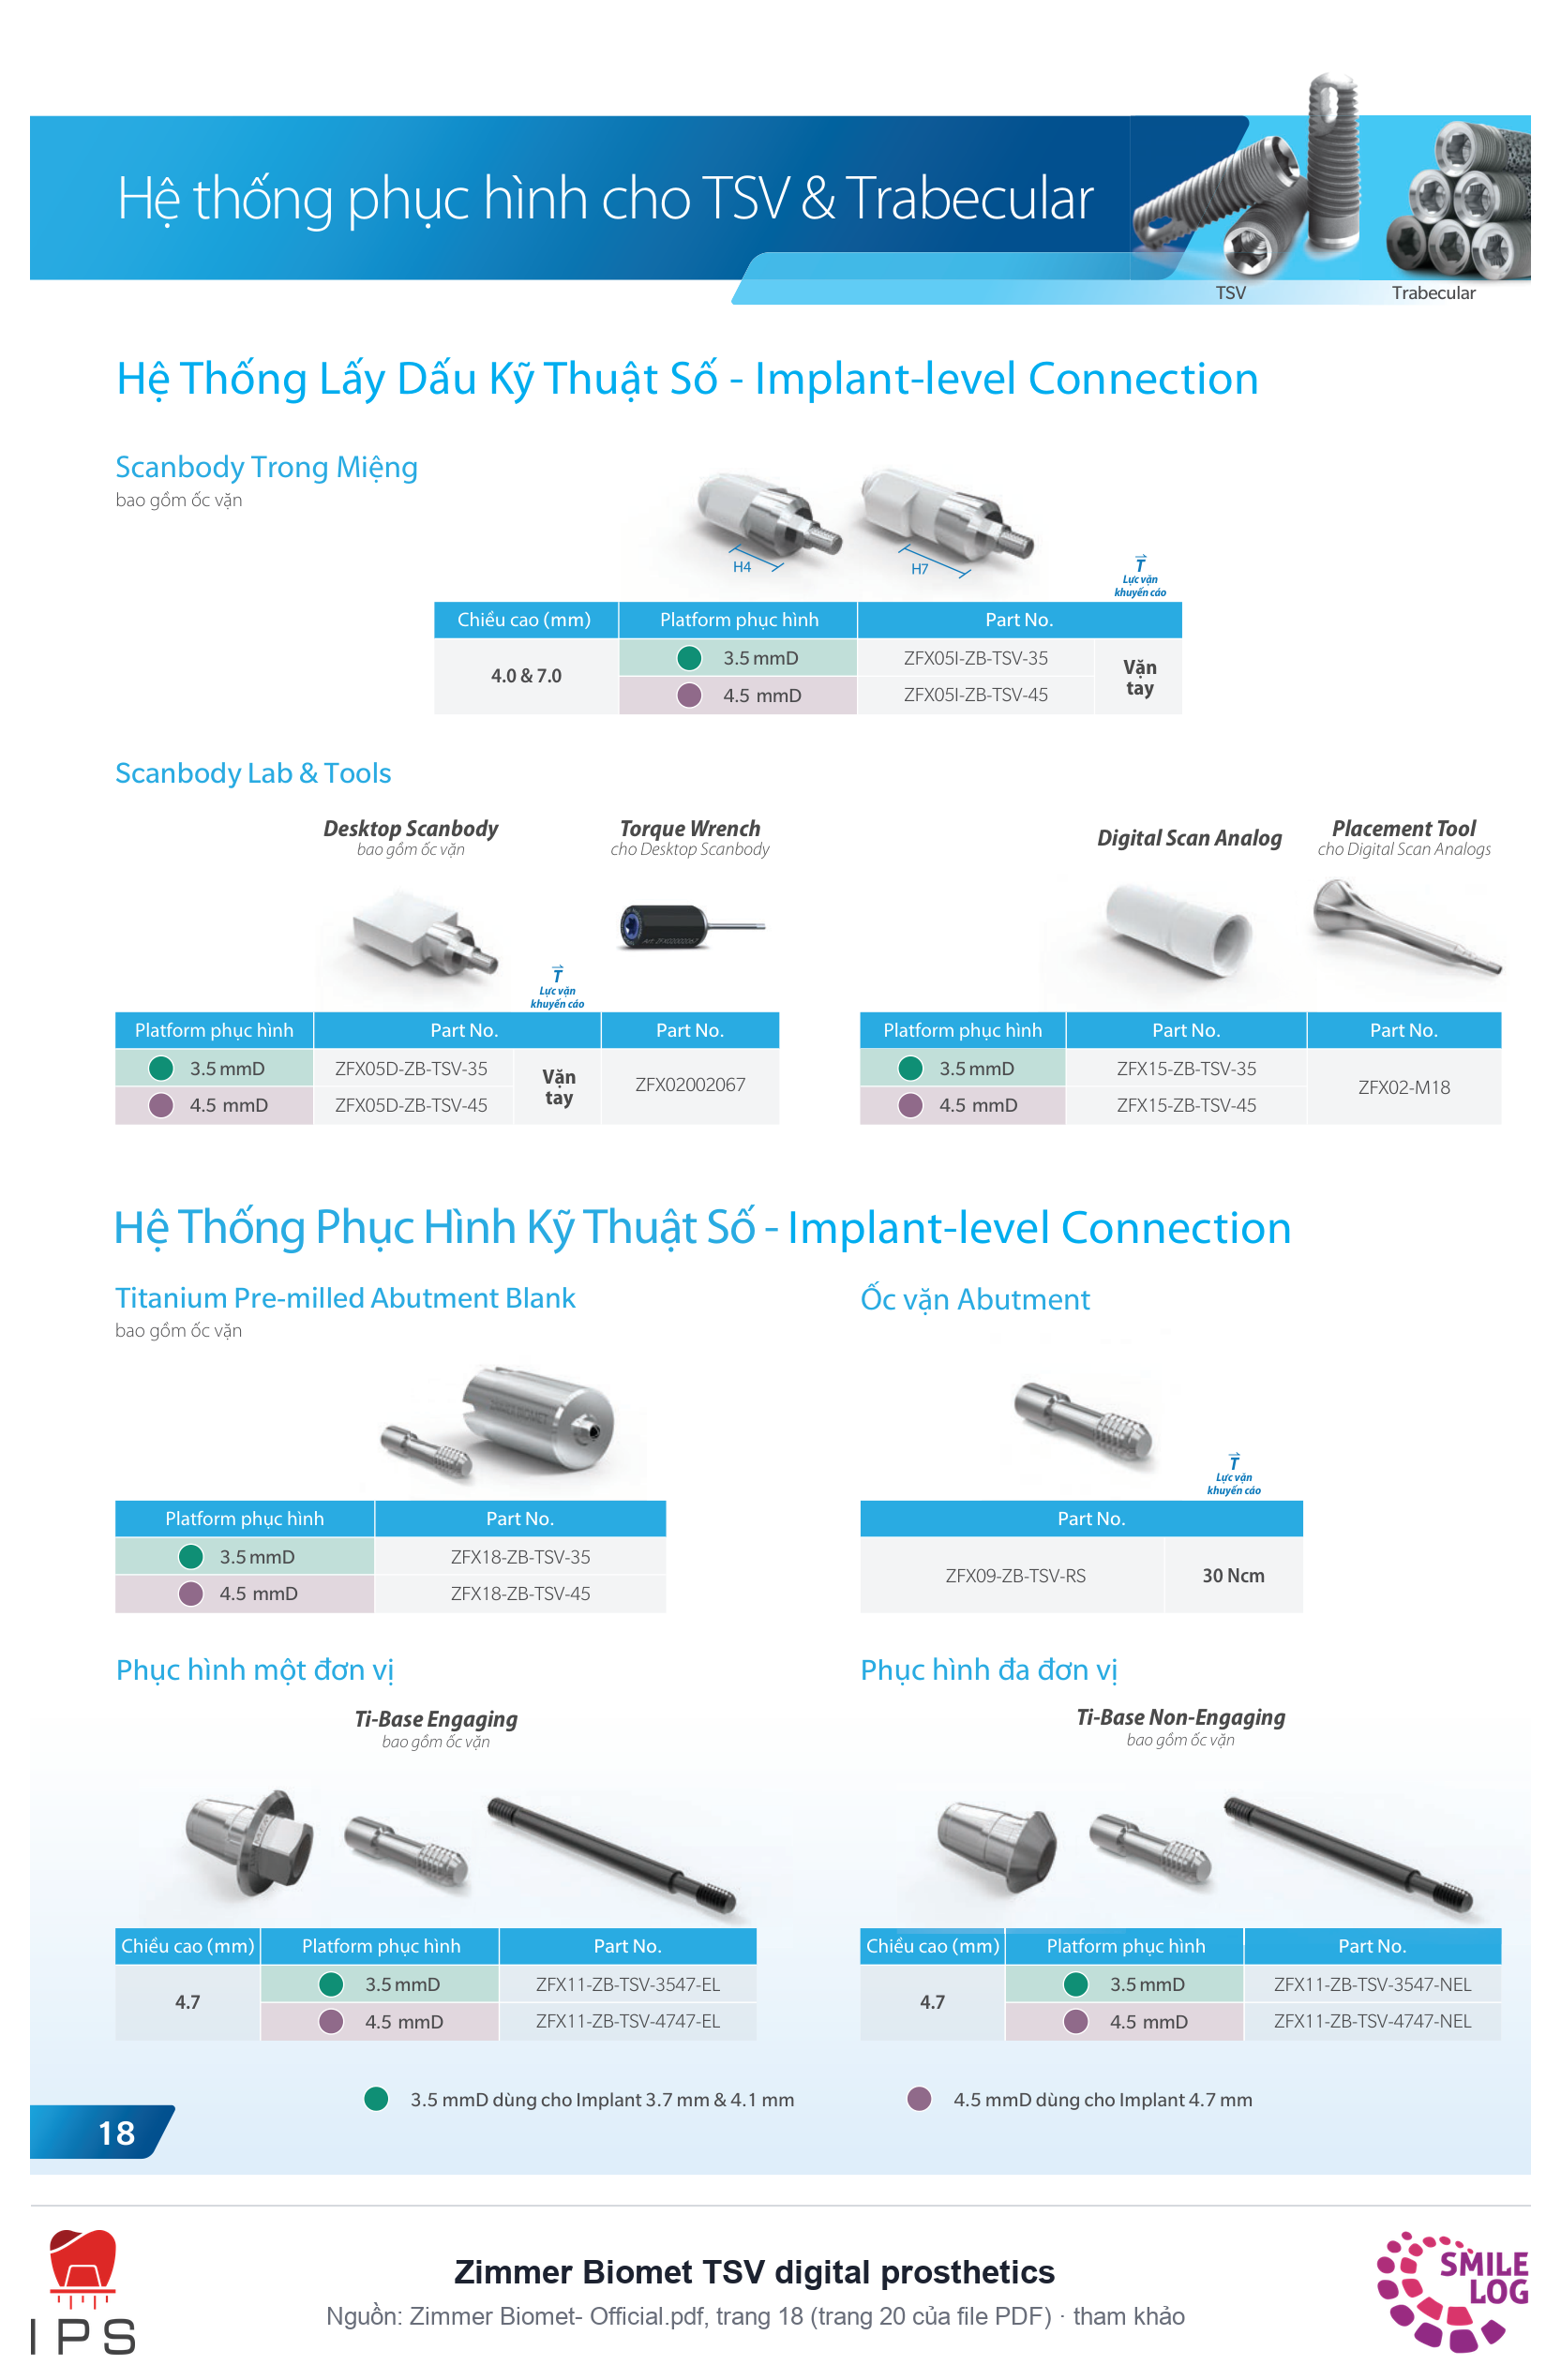 Hệ thống phục hình cho TSV & Trabecular
TSV
Trabecular
Hệ Thống Lấy Dấu Kỹ Thuật Số - Implant-level Connection
Scanbody Trong Miệng
bao gồm ốc vặn
H4
H7
T
Lực vặn
khuyến cáo
Chiều cao (mm) Platform phục hình Part No.
4.0 & 7.0
3.5 mmD ZFX05I-ZB-TSV-35
4.5 mmD ZFX05I-ZB-TSV-45
Vặn
tay
Scanbody Lab & Tools
Desktop Scanbody
bao gồm ốc vặn
Torque Wrench
cho Desktop Scanbody
T
Lực vặn
khuyến cáo
Platform phục hình Part No. Part No.
3.5 mmD ZFX05D-ZB-TSV-35
4.5 mmD ZFX05D-ZB-TSV-45
Vặn
tay
ZFX02002067
Digital Scan Analog
Placement Tool
cho Digital Scan Analogs
Platform phục hình Part No. Part No.
3.5 mmD ZFX15-ZB-TSV-35
4.5 mmD ZFX15-ZB-TSV-45
ZFX02-M18
Hệ Thống Phục Hình Kỹ Thuật Số - Implant-level Connection
Titanium Pre-milled Abutment Blank
bao gồm ốc vặn
Platform phục hình Part No.
3.5 mmD ZFX18-ZB-TSV-35
4.5 mmD ZFX18-ZB-TSV-45
Ốc vặn Abutment
T
Lực vặn
khuyến cáo
Part No.
ZFX09-ZB-TSV-RS 30 Ncm
Phục hình một đơn vị
Ti-Base Engaging
bao gồm ốc vặn
Chiều cao (mm) Platform phục hình Part No.
4.7
3.5 mmD ZFX11-ZB-TSV-3547-EL
4.5 mmD ZFX11-ZB-TSV-4747-EL
Phục hình đa đơn vị
Ti-Base Non-Engaging
bao gồm ốc vặn
Chiều cao (mm) Platform phục hình Part No.
4.7
3.5 mmD ZFX11-ZB-TSV-3547-NEL
4.5 mmD ZFX11-ZB-TSV-4747-NEL
3.5 mmD dùng cho Implant 3.7 mm & 4.1 mm
4.5 mmD dùng cho Implant 4.7 mm
18
IPS
Zimmer Biomet TSV digital prosthetics
Nguồn: Zimmer Biomet- Official.pdf, trang 18 (trang 20 của file PDF) · tham khảo
SMILE
LOG